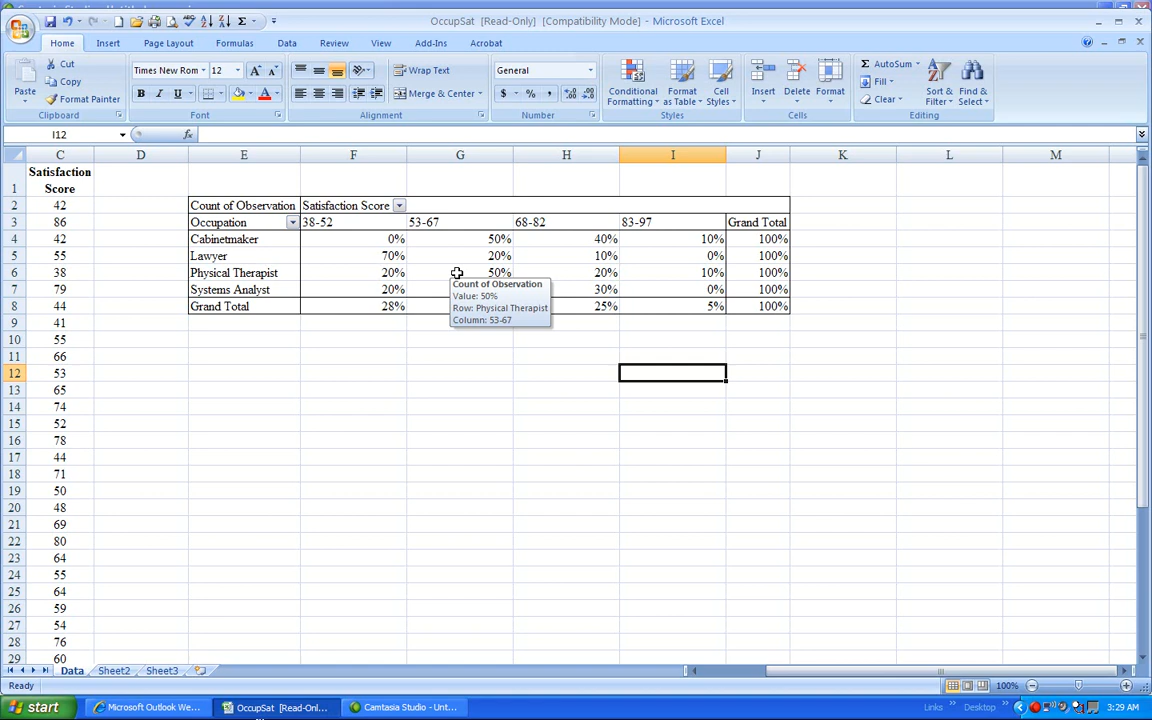 OccupSat [Read-Only] [Compatibility Mode] - Microsoft Excel
Home Insert Page Layout Formulas Data Review View Add-Ins Acrobat
Paste Cut Copy Format Painter Clipboard
Times New Rom 12 Font
Wrap Text Merge & Center Alignment
General Number
Conditional Formatting Format as Table Cell Styles Styles
Insert Delete Format Cells
AutoSum Fill Clear Sort & Filter Find & Select Editing
I12 fx
C D E F G H I J K L M
1 Satisfaction Score
2 42 Count of Observation Satisfaction Score
3 86 Occupation 38-52 53-67 68-82 83-97 Grand Total
4 42 Cabinetmaker 0% 50% 40% 10% 100%
5 55 Lawyer 70% 20% 10% 0% 100%
6 38 Physical Therapist 20% 50% 20% 10% 100%
7 79 Systems Analyst 20% 30% 0% 100%
8 44 Grand Total 28% 25% 5% 100%
Count of Observation
Value: 50%
Row: Physical Therapist
Column: 53-67
9 41
10 55
11 66
12 53
13 65
14 74
15 52
16 78
17 44
18 71
19 50
20 48
21 69
22 80
23 64
24 55
25 64
26 59
27 54
28 76
29 60
Data Sheet2 Sheet3
Ready 100%
start Microsoft Outlook We... OccupSat [Read-Onl... Camtasia Studio - Unt... Links » Desktop » 3:29 AM